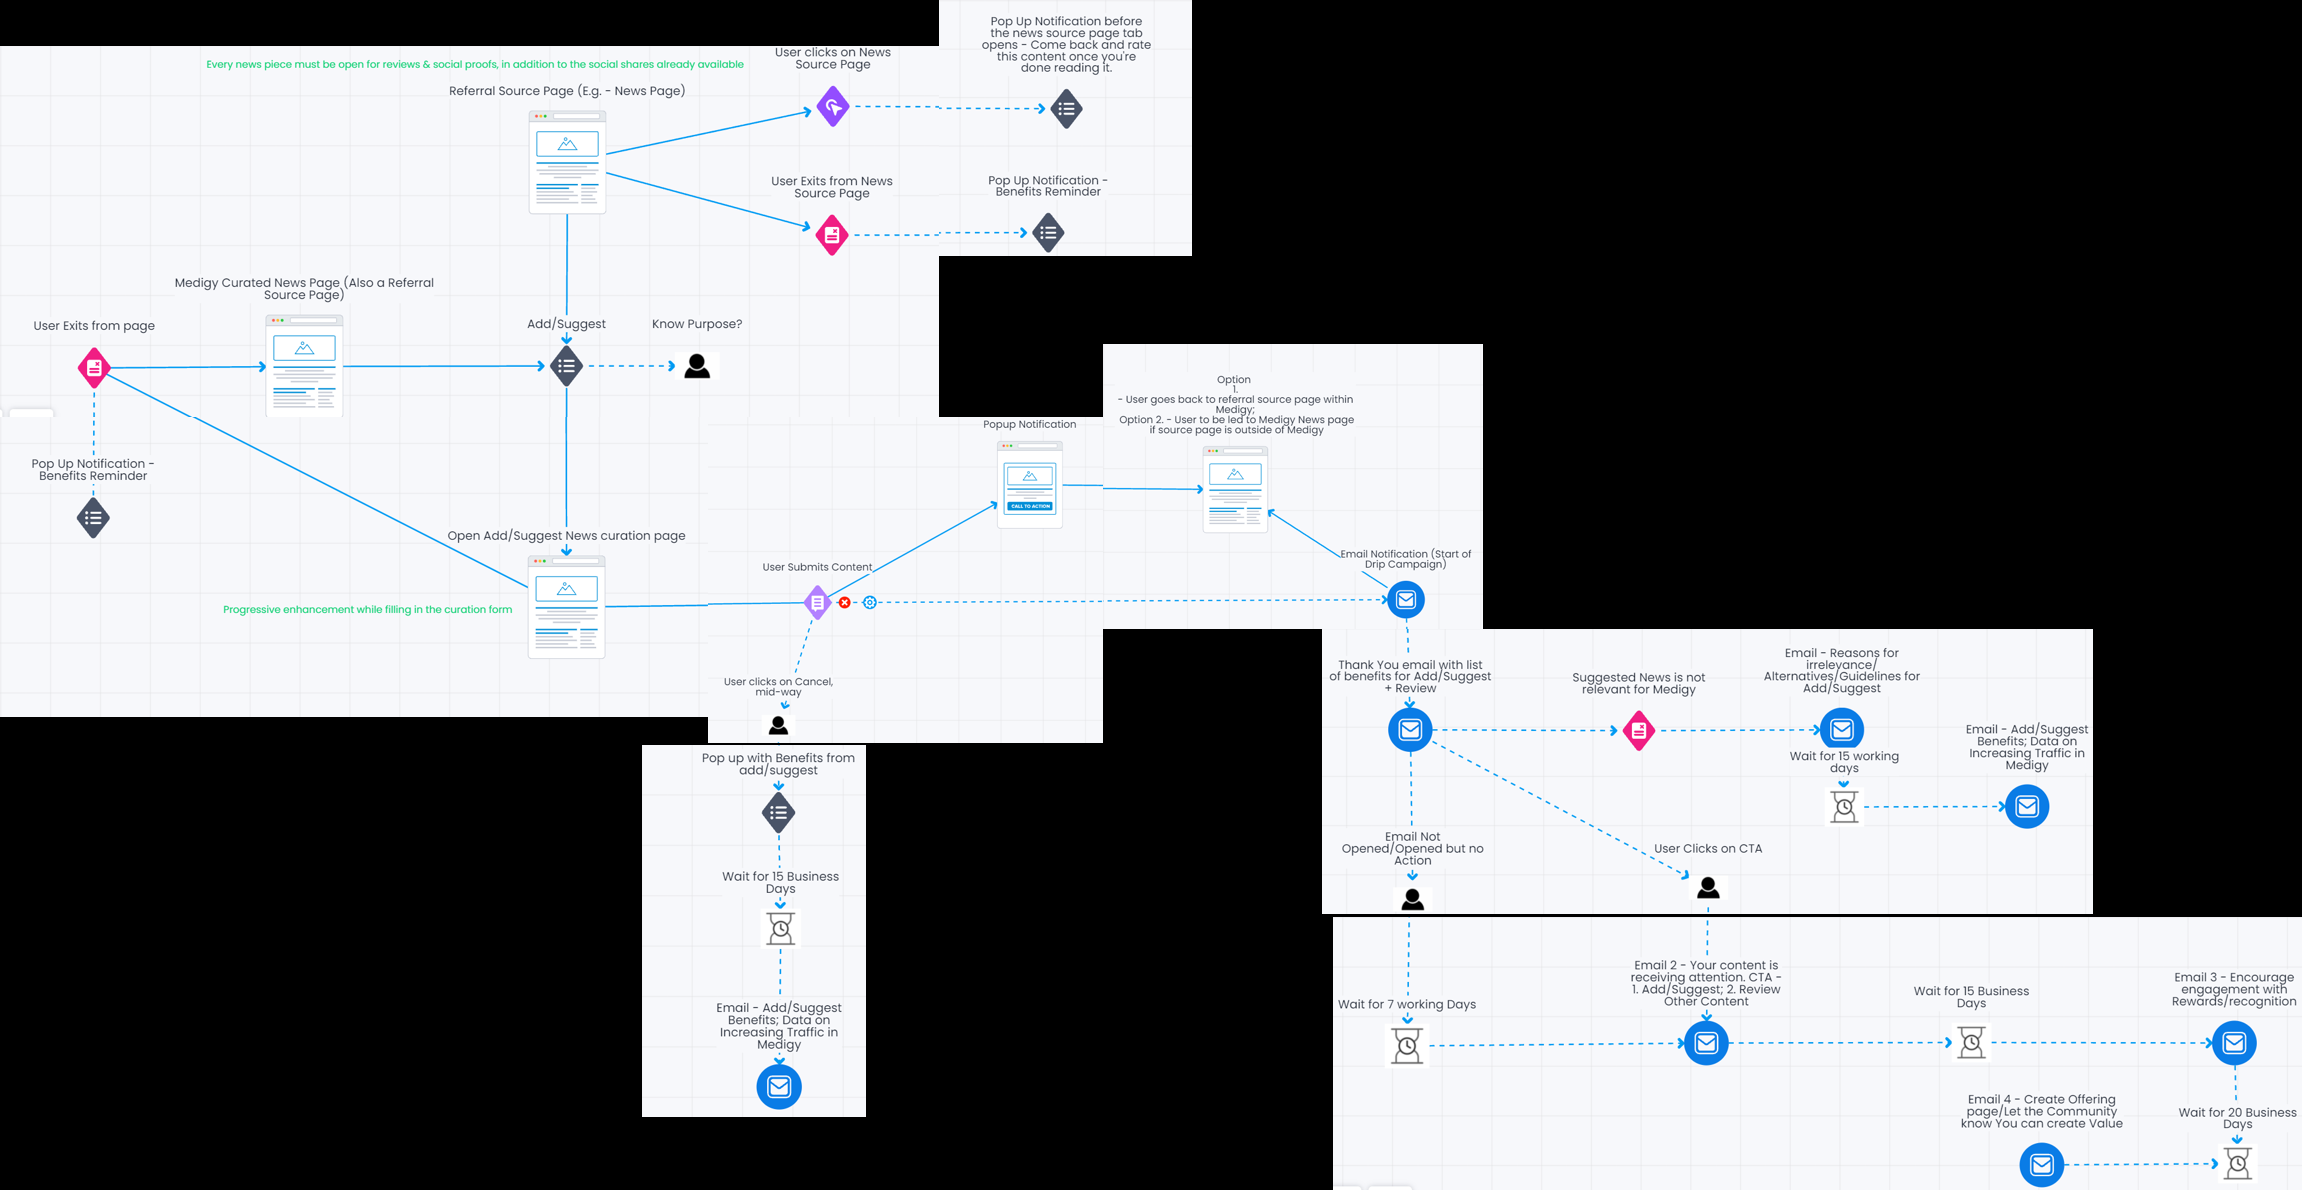 Pop Up Notification before
the news source page tab
opens - Come back and rate
this content once you're
done reading it.
User clicks on News
Source Page
Every news piece must be open for reviews & social proofs, in addition to the social shares already available
Referral Source Page (E.g. - News Page)
User Exits from News
Source Page
Pop Up Notification -
Benefits Reminder
Medigy Curated News Page (Also a Referral
Source Page)
User Exits from page
Add/Suggest
Know Purpose?
Pop Up Notification -
Benefits Reminder
Open Add/Suggest News curation page
Progressive enhancement while filling in the curation form
Option
1.
- User goes back to referral source page within
Medigy;
Option 2. - User to be led to Medigy News page
if source page is outside of Medigy
Popup Notification
CALL TO ACTION
User Submits Content
Email Notification (Start of
Drip Campaign)
User clicks on Cancel,
mid-way
Pop up with Benefits from
add/suggest
Wait for 15 Business
Days
Email - Add/Suggest
Benefits; Data on
Increasing Traffic in
Medigy
Thank You email with list
of benefits for Add/Suggest
+ Review
Suggested News is not
relevant for Medigy
Email - Reasons for
irrelevance/
Alternatives/Guidelines for
Add/Suggest
Wait for 15 working
days
Email - Add/Suggest
Benefits; Data on
Increasing Traffic in
Medigy
Email Not
Opened/Opened but no
Action
User Clicks on CTA
Wait for 7 working Days
Email 2 - Your content is
receiving attention. CTA -
1. Add/Suggest; 2. Review
Other Content
Wait for 15 Business
Days
Email 3 - Encourage
engagement with
Rewards/recognition
Email 4 - Create Offering
page/Let the Community
know You can create Value
Wait for 20 Business
Days